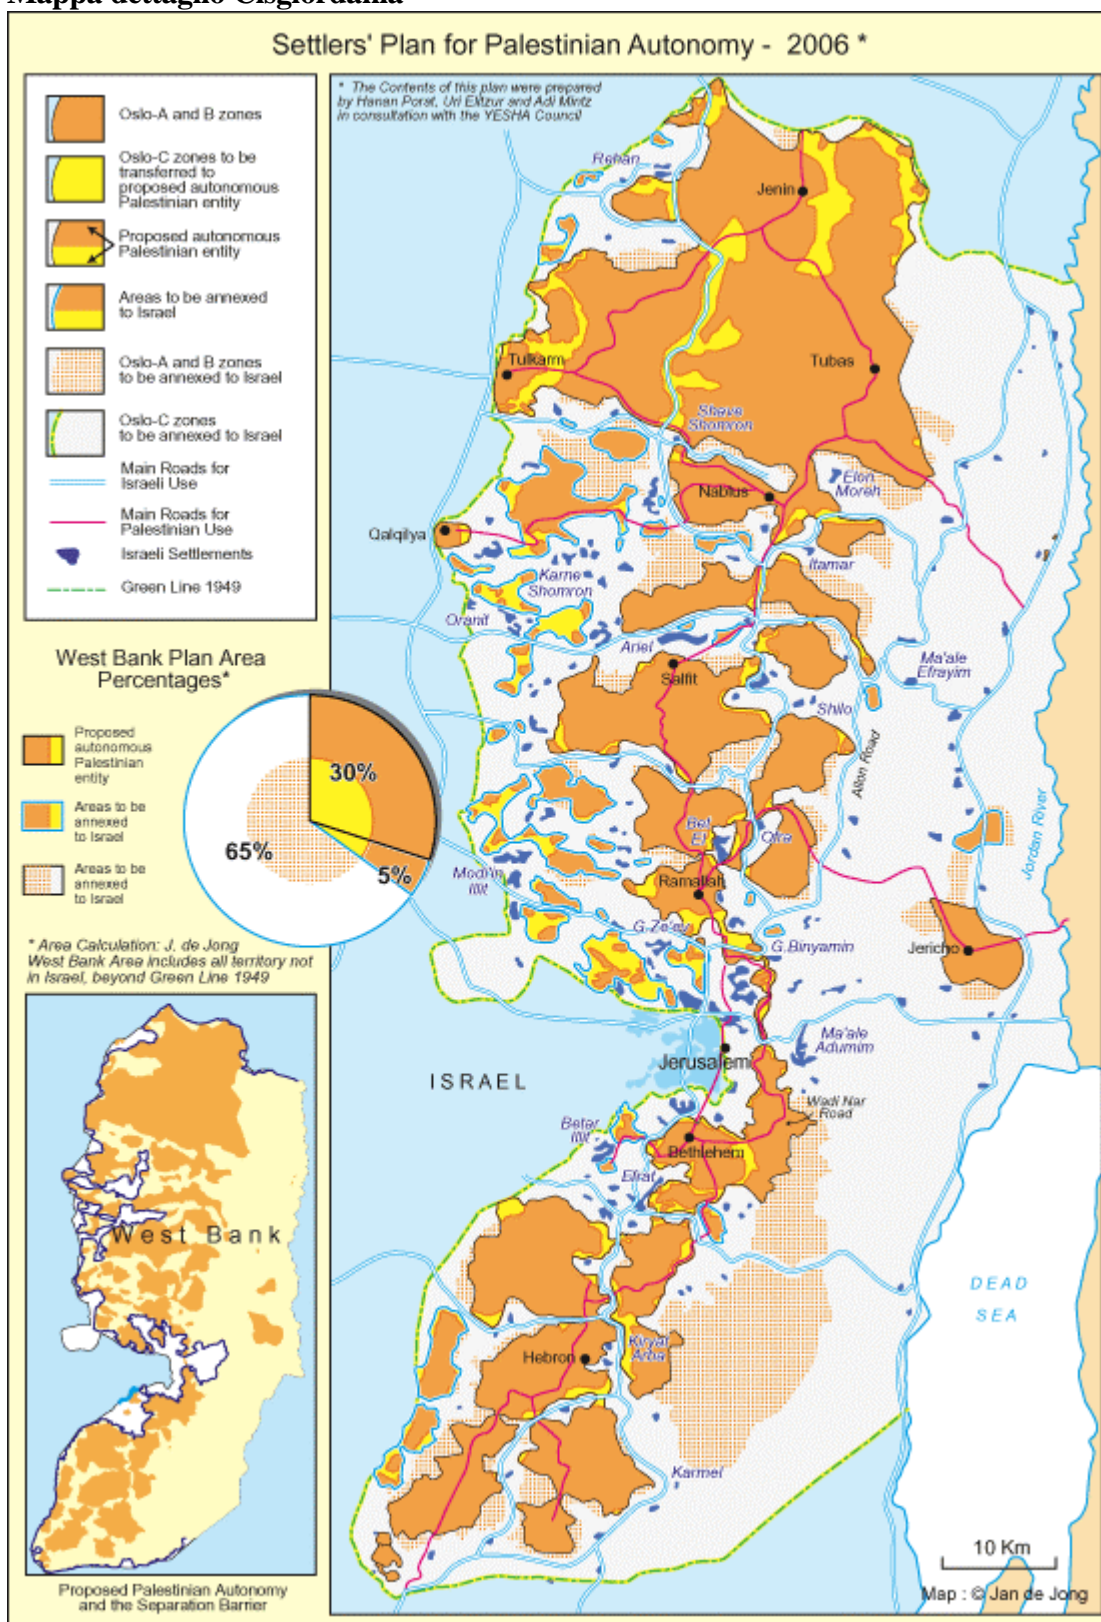 Mappa dettaglio Cisgiordania
Settlers' Plan for Palestinian Autonomy - 2006 *
Oslo-A and B zones
Oslo-C zones to be
transferred to
proposed autonomous
Palestinian entity
Proposed autonomous
Palestinian entity
Areas to be annexed
to Israel
Oslo-A and B zones
to be annexed to Israel
Oslo-C zones
to be annexed to Israel
Main Roads for
Israeli Use
Main Roads for
Palestinian Use
Israeli Settlements
Green Line 1949
* The Contents of this plan were prepared
by Hanan Porat, Uri Elitzur and Adi Mintz
in consultation with the YESHA Council
Rehan
Jenin
Tulkarm
Tubas
Shave
Shomron
Nablus
Elon
Moreh
Qalqilya
Itamar
Karne
Shomron
Oranit
Ariel
Salfit
Ma'ale
Efrayim
Shilo
Allon Road
Jordan River
Bet
El
Ofra
Modi'in
Illit
Ramallah
G.Ze'ev
G.Binyamin
Jericho
Ma'ale
Adumim
Jerusalem
ISRAEL
Wadi Nar
Road
Betar
Illit
Bethlehem
Efrat
DEAD
SEA
Kiryat
Arba
Hebron
Karmel
10 Km
Map : © Jan de Jong
West Bank Plan Area
Percentages*
Proposed
autonomous
Palestinian
entity
Areas to be
annexed
to Israel
Areas to be
annexed
to Israel
30%
65%
5%
* Area Calculation: J. de Jong
West Bank Area includes all territory not
in Israel, beyond Green Line 1949
West Bank
Proposed Palestinian Autonomy
and the Separation Barrier